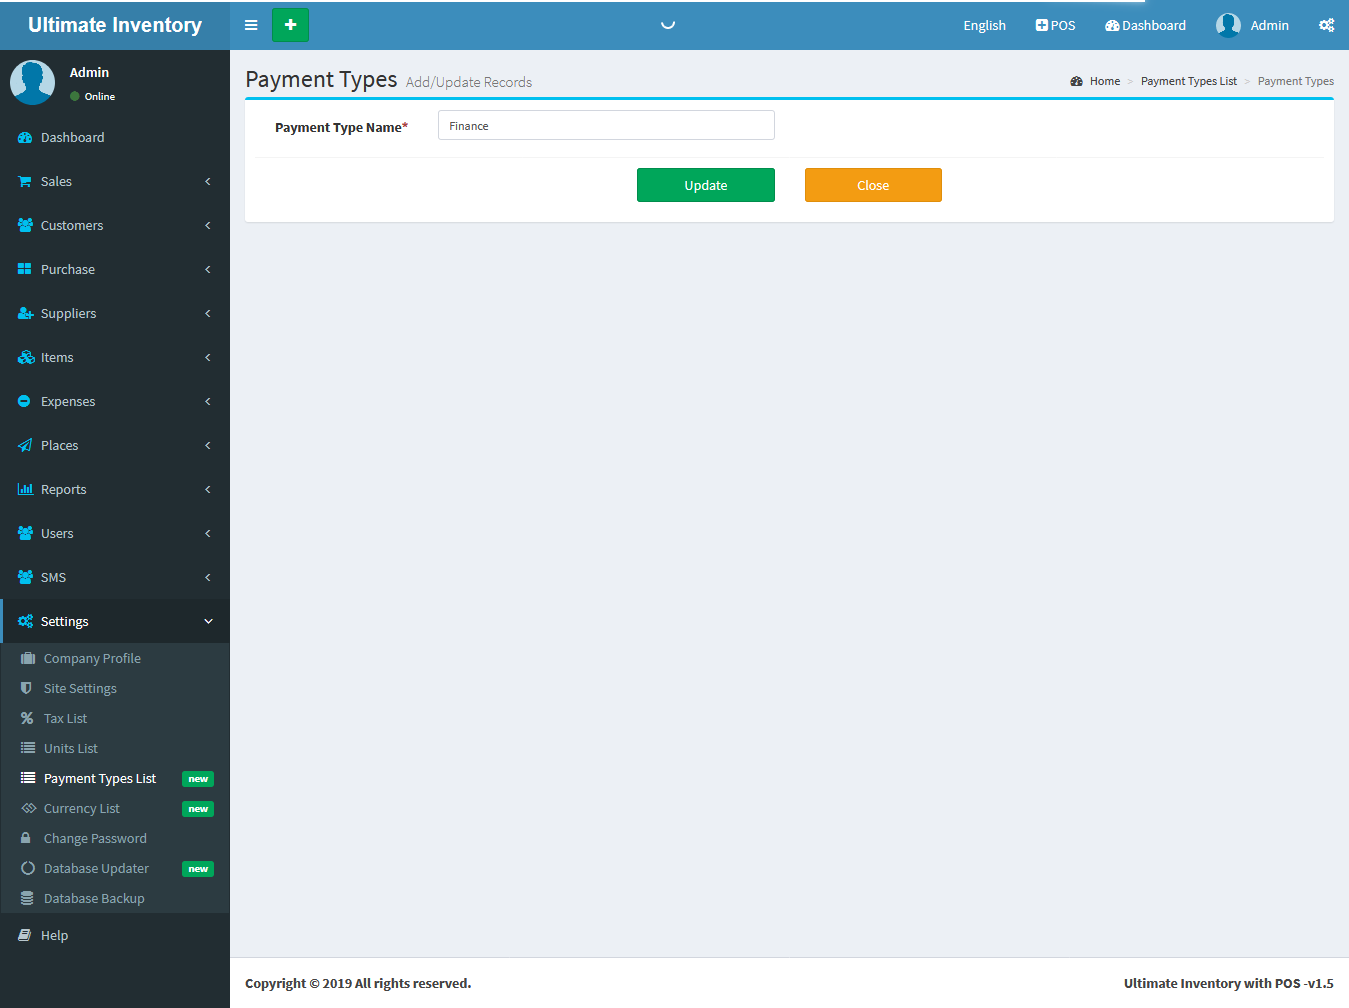 Ultimate Inventory
English
POS
Dashboard
Admin
Admin
Online
Payment Types Add/Update Records
Home > Payment Types List > Payment Types
Payment Type Name*
Finance
Update
Close
Dashboard
Sales
Customers
Purchase
Suppliers
Items
Expenses
Places
Reports
Users
SMS
Settings
Company Profile
Site Settings
Tax List
Units List
Payment Types List new
Currency List new
Change Password
Database Updater new
Database Backup
Help
Copyright © 2019 All rights reserved.
Ultimate Inventory with POS -v1.5